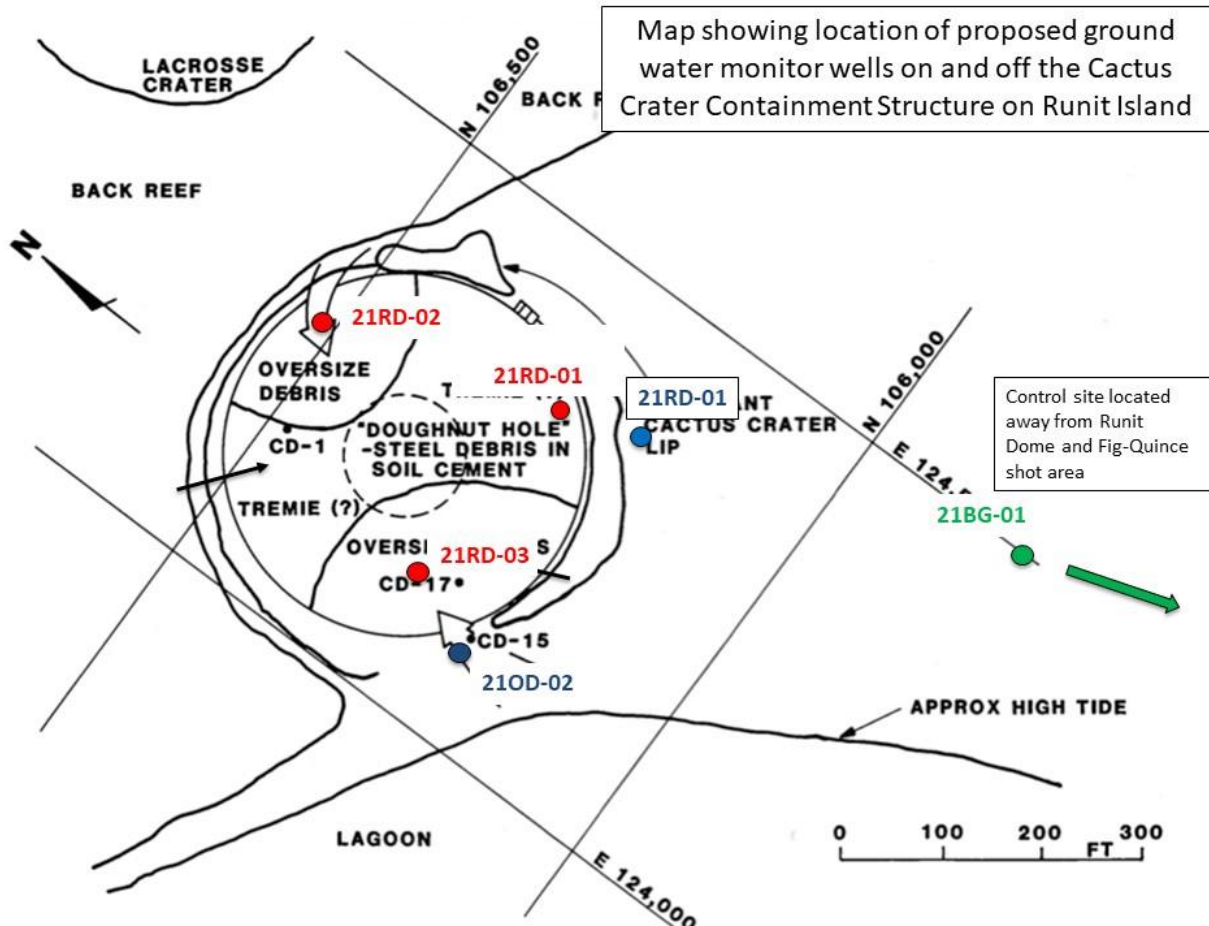 Map showing location of proposed ground
water monitor wells on and off the Cactus
Crater Containment Structure on Runit Island
LACROSSE
CRATER
N 106,500
BACK
BACK REEF
N
21RD-02
OVERSIZE
DEBRIS
21RD-01
21RD-01
CACTUS CRATER
LIP
CD-1
"DOUGHNUT HOLE"
-STEEL DEBRIS IN
SOIL CEMENT
TREMIE (?)
21RD-03
CD-17
CD-15
21OD-02
N 106,000
E 124,
Control site located
away from Runit
Dome and Fig-Quince
shot area
21BG-01
APPROX HIGH TIDE
LAGOON
E 124,000
0 100 200 300
FT